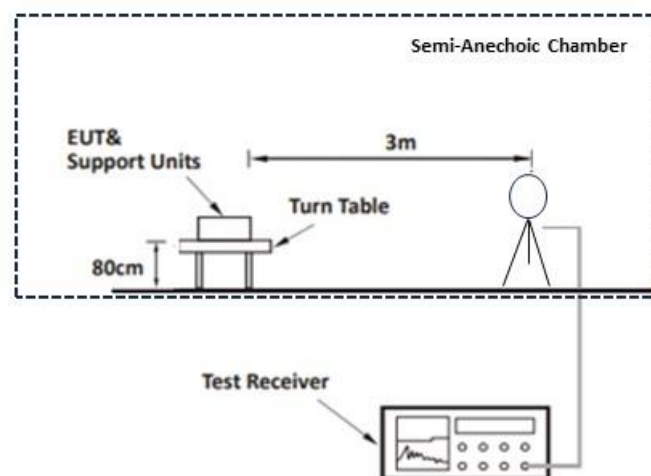 Semi-Anechoic Chamber
EUT&
Support Units
3m
Turn Table
80cm
Test Receiver